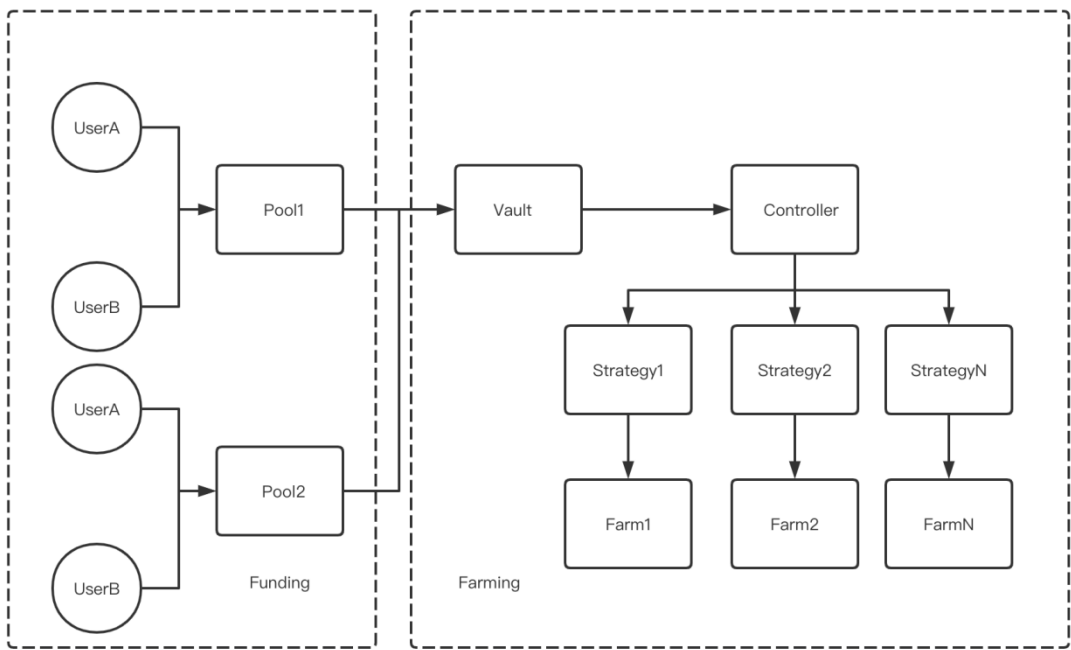 UserA
Pool1
UserB
UserA
Pool2
UserB
Funding
Vault
Controller
Strategy1
Strategy2
StrategyN
Farm1
Farm2
FarmN
Farming